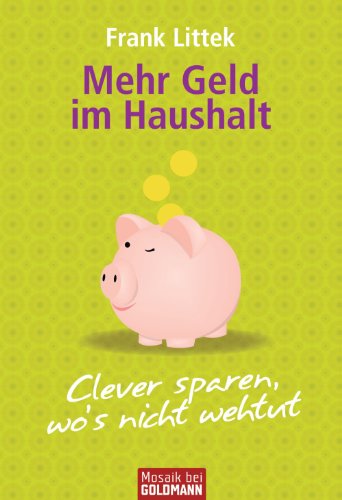 Frank Littek
Mehr Geld
im Haushalt
Clever sparen,
wo's nicht wehtut
Mosaik bei
GOLDMANN